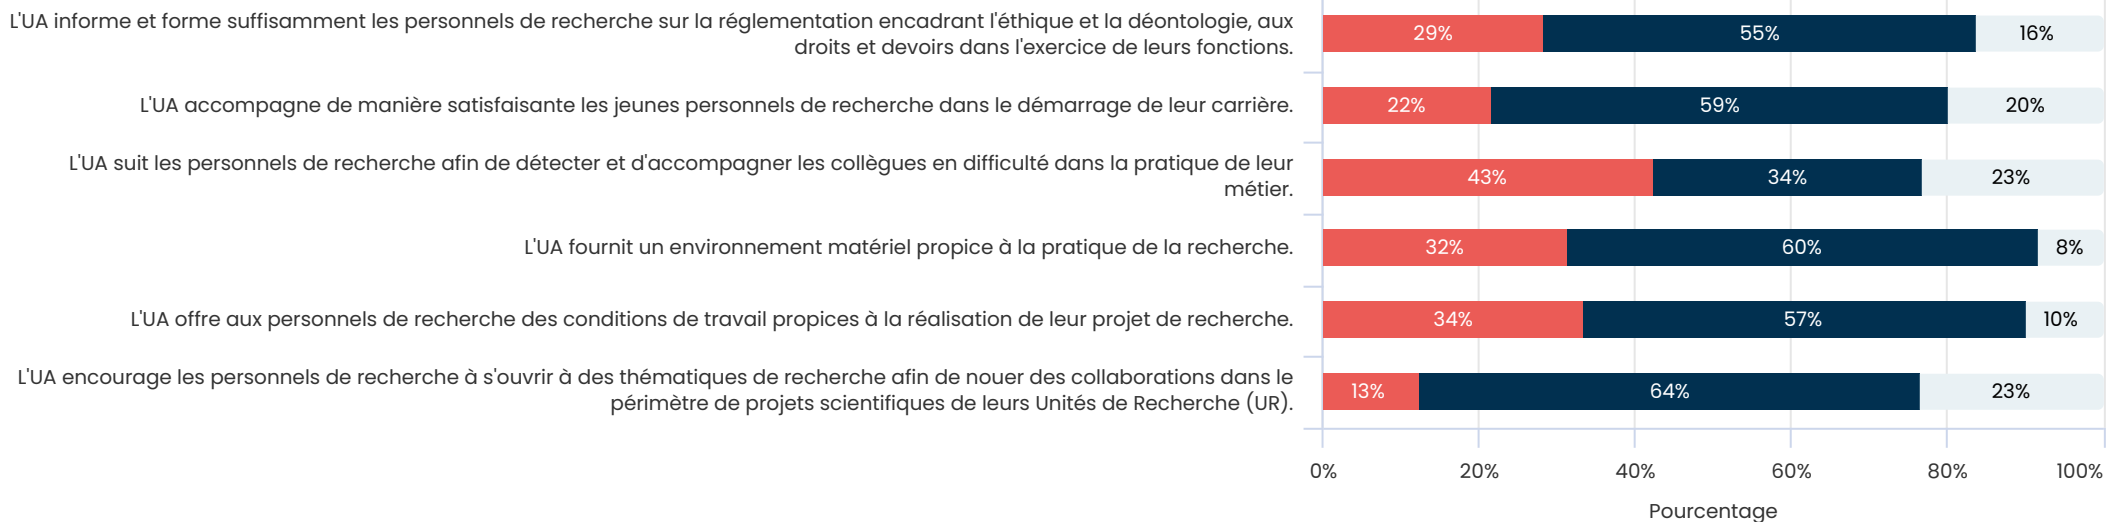 L'UA informe et forme suffisamment les personnels de recherche sur la réglementation encadrant l'éthique et la déontologie, aux
droits et devoirs dans l'exercice de leurs fonctions.
29% 55% 16%
L'UA accompagne de manière satisfaisante les jeunes personnels de recherche dans le démarrage de leur carrière.
22% 59% 20%
L'UA suit les personnels de recherche afin de détecter et d'accompagner les collègues en difficulté dans la pratique de leur
métier.
43% 34% 23%
L'UA fournit un environnement matériel propice à la pratique de la recherche.
32% 60% 8%
L'UA offre aux personnels de recherche des conditions de travail propices à la réalisation de leur projet de recherche.
34% 57% 10%
L'UA encourage les personnels de recherche à s'ouvrir à des thématiques de recherche afin de nouer des collaborations dans le
périmètre de projets scientifiques de leurs Unités de Recherche (UR).
13% 64% 23%
0% 20% 40% 60% 80% 100%
Pourcentage